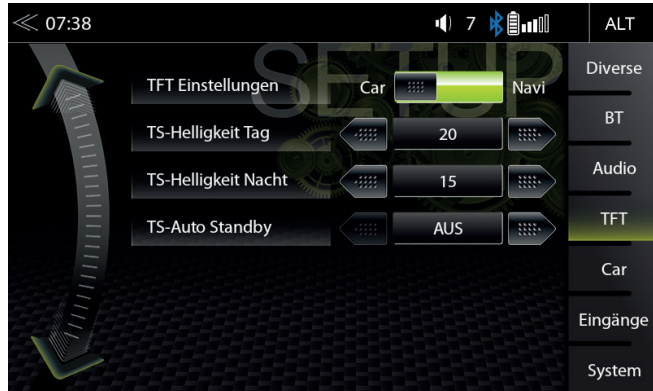 07:38 7 ALT
SETUP
TFT Einstellungen Car Navi
TS-Helligkeit Tag 20
TS-Helligkeit Nacht 15
TS-Auto Standby AUS
Diverse
BT
Audio
TFT
Car
Eingänge
System